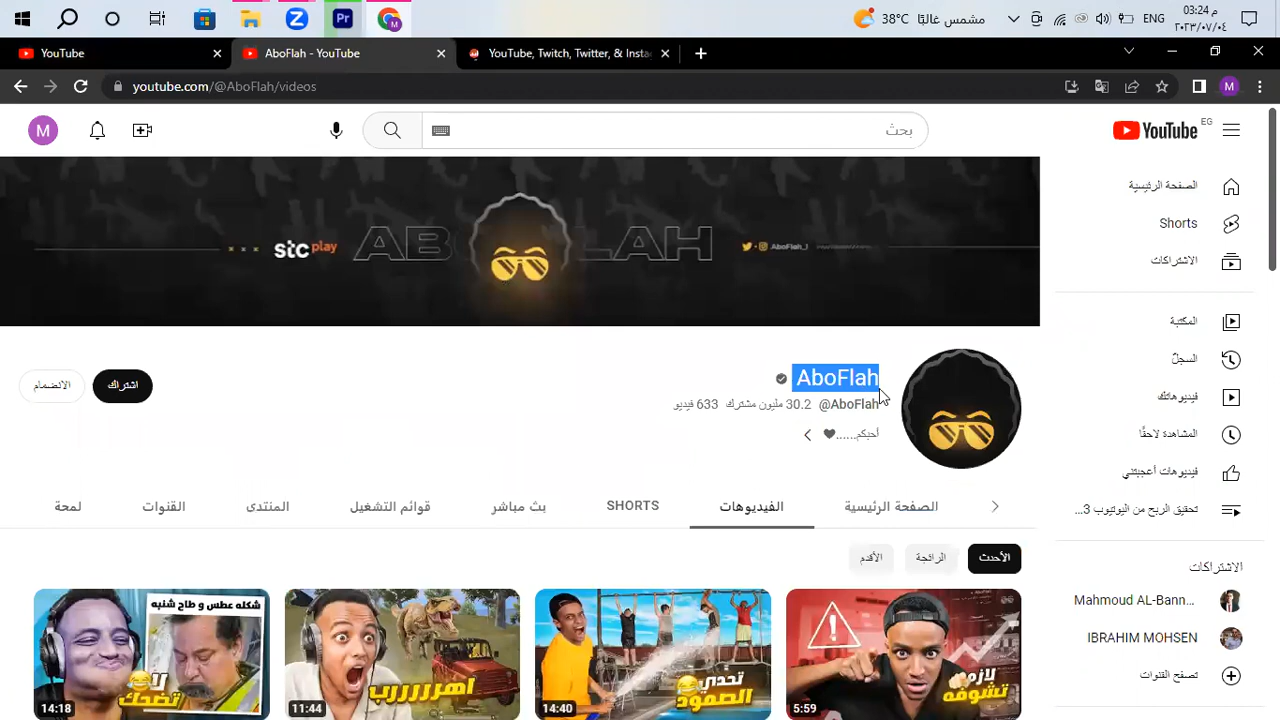 38°C مشمس غالبًا
ENG
03:24 م
٢٠٢٣/٠٧/٠٤
Pr
YouTube
AboFlah - YouTube
YouTube, Twitch, Twitter, & Insta
youtube.com/@AboFlah/videos
M
YouTube EG
بحث
M
stc play
AB LAH
AboFlah_1
AboFlah
@AboFlah 30.2 مليون مشترك 633 فيديو
أحبكم......♥
اشتراك
الانضمام
الصفحة الرئيسية
الفيديوهات
SHORTS
بث مباشر
قوائم التشغيل
المنتدى
القنوات
لمحة
الأحدث
الرائجة
الأقدم
لازم
تشوفه
5:59
تحدي
الصمود
14:40
اهررررب
11:44
شكله عطس و طاح شنبه
لا
تضحك
14:18
الصفحة الرئيسية
Shorts
الاشتراكات
المكتبة
السجلّ
فيديوهاتك
المشاهدة لاحقًا
فيديوهات أعجبتني
تحقيق الربح من اليوتيوب 3...
الاشتراكات
Mahmoud AL-Bann...
IBRAHIM MOHSEN
تصفح القنوات